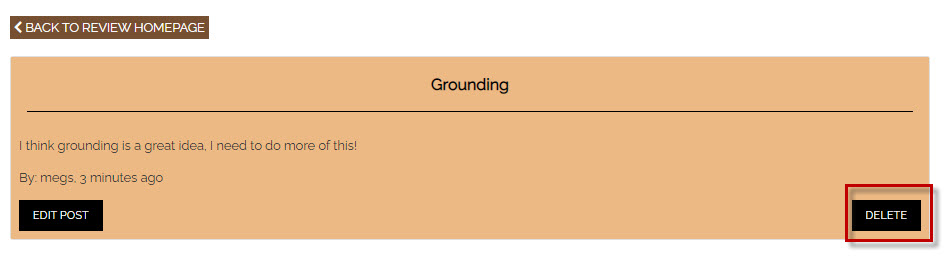 BACK TO REVIEW HOMEPAGE
Grounding
I think grounding is a great idea, I need to do more of this!
By: megs, 3 minutes ago
EDIT POST
DELETE